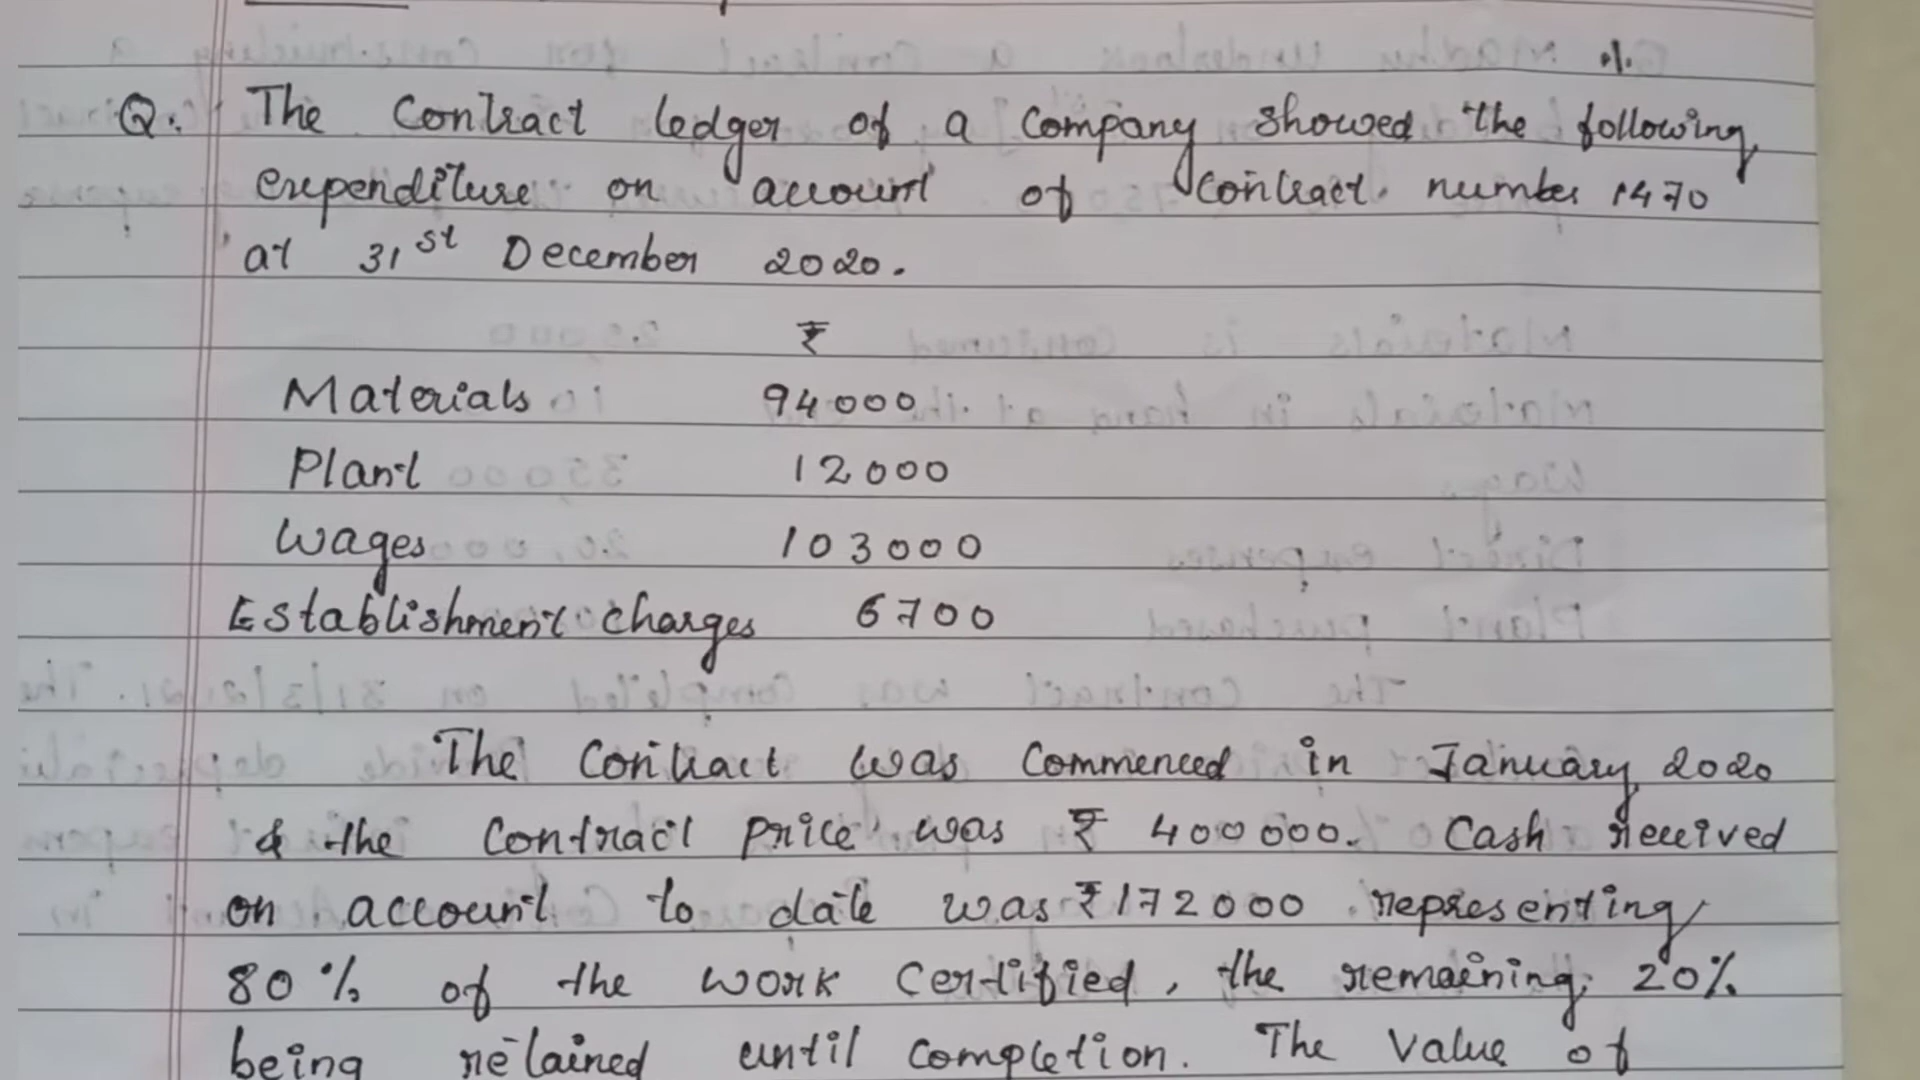 Q. The Contract ledger of a Company showed the following
expenditure on account of Contract number 1470
at 31st December 2020.
₹
Materials 94000
Plant 12000
Wages 103000
Establishment charges 6700
The Contract was Commenced in January 2020
& the Contract price was ₹ 400000. Cash received
on account to date was ₹172000 representing
80% of the work Certified, the remaining 20%
being retained until completion. The Value of